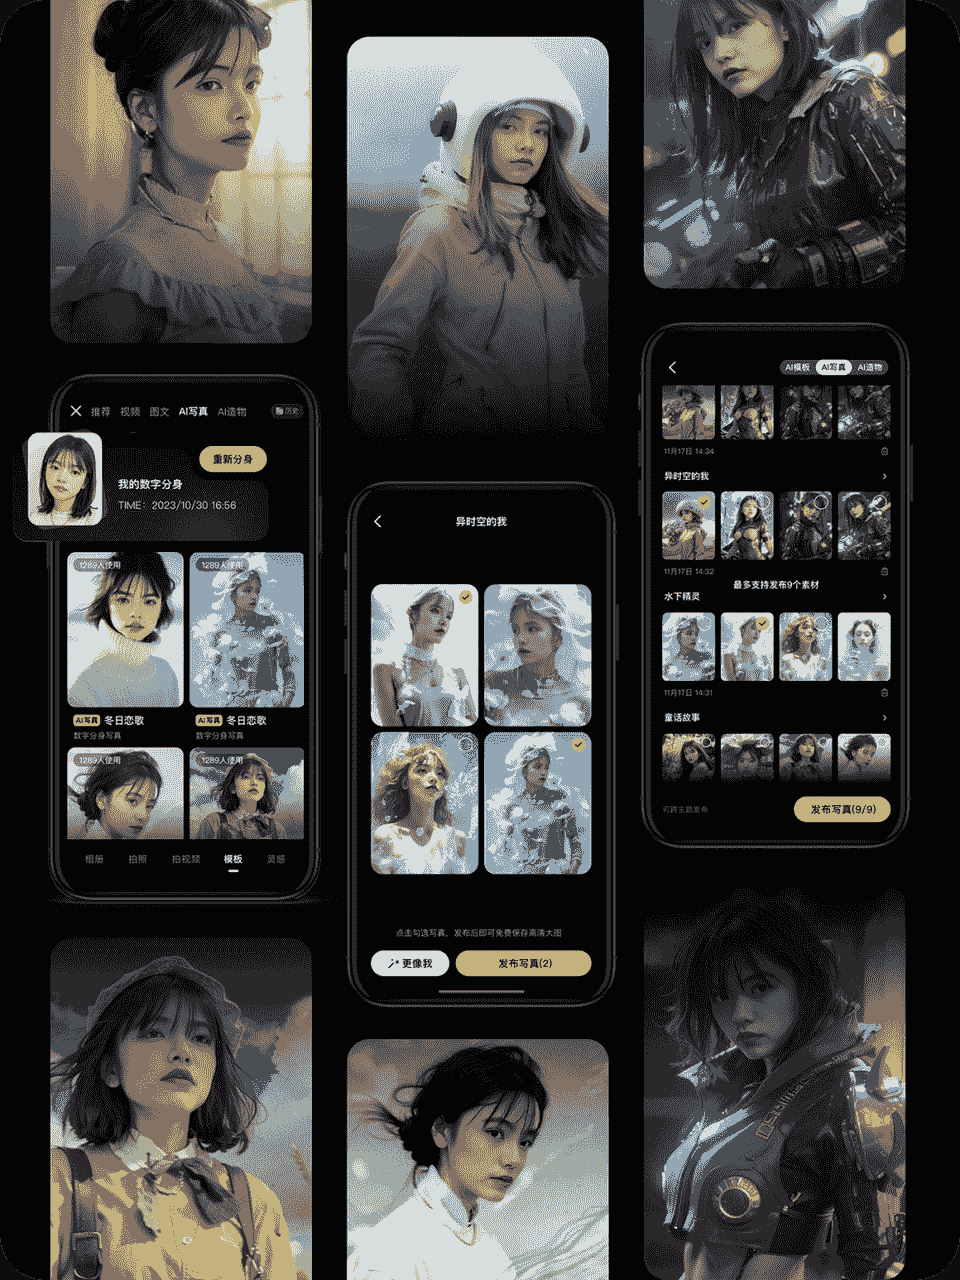 推荐 视频 图文 AI写真 AI造物 历史
重新分身
我的数字分身
TIME：2023/10/30 16:56
1289人使用 1289人使用
AI写真 冬日恋歌 AI写真 冬日恋歌
数字分身写真 数字分身写真
1289人使用 1289人使用
相册 拍照 拍视频 模板 灵感
异时空的我
点击勾选写真，发布后即可免费保存高清大图
更像我 发布写真(2)
AI模板 AI写真 AI造物
11月17日 14:34
异时空的我
11月17日 14:32
最多支持发布9个素材
水下精灵
11月17日 14:31
童话故事
可跨主题发布 发布写真(9/9)